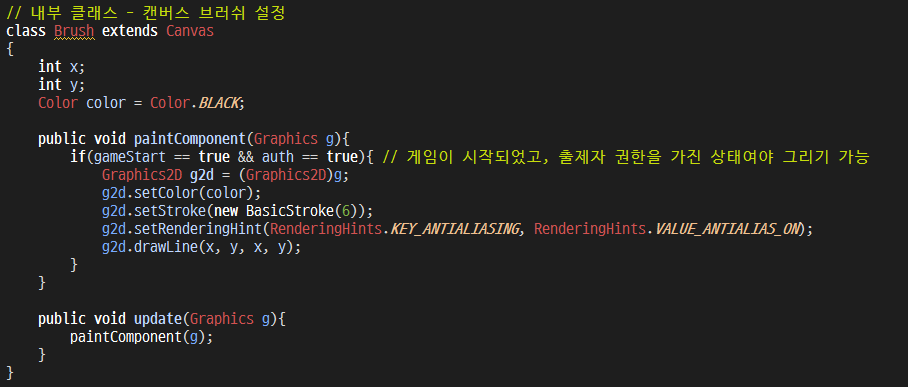 // 내부 클래스 - 캔버스 브러쉬 설정
class Brush extends Canvas
{
    int x;
    int y;
    Color color = Color.BLACK;

    public void paintComponent(Graphics g){
        if(gameStart == true && auth == true){ // 게임이 시작되었고, 출제자 권한을 가진 상태여야 그리기 가능
            Graphics2D g2d = (Graphics2D)g;
            g2d.setColor(color);
            g2d.setStroke(new BasicStroke(6));
            g2d.setRenderingHint(RenderingHints.KEY_ANTIALIASING, RenderingHints.VALUE_ANTIALIAS_ON);
            g2d.drawLine(x, y, x, y);
        }
    }

    public void update(Graphics g){
        paintComponent(g);
    }
}